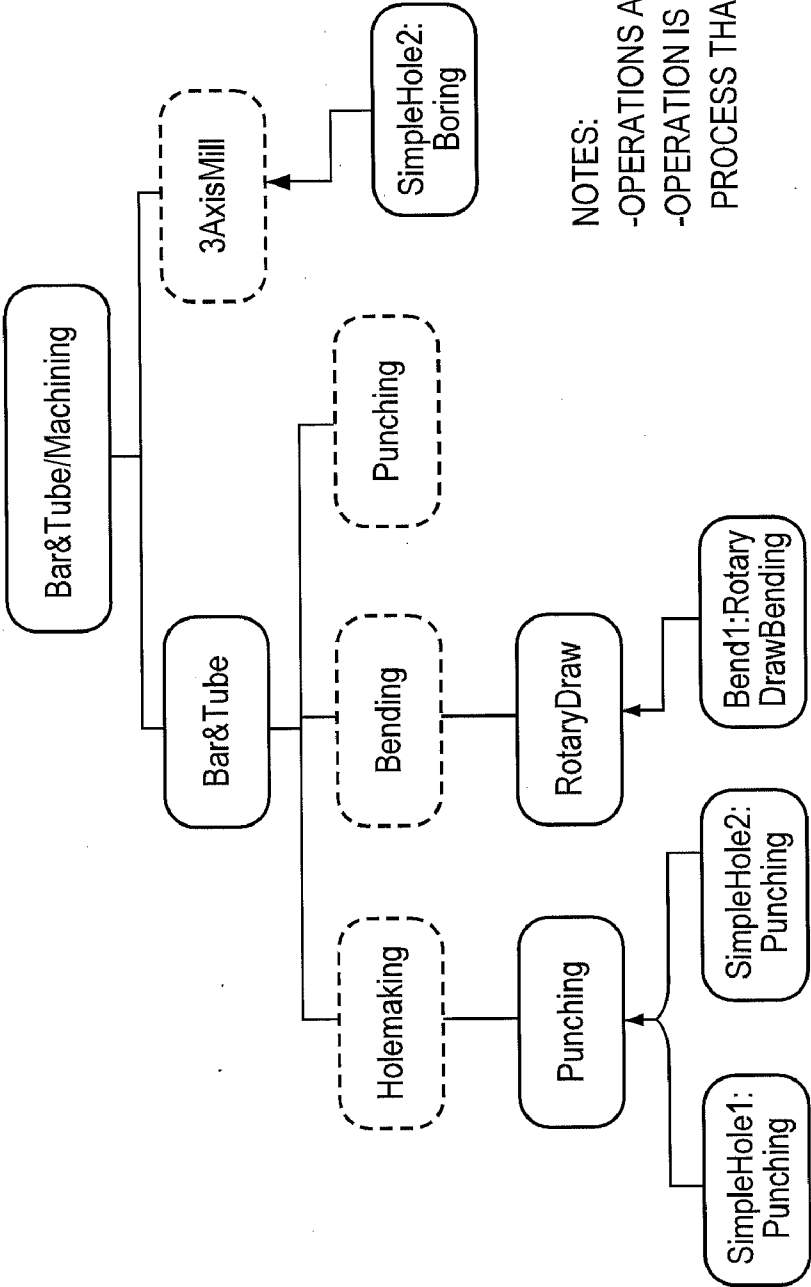 Bar&Tube/Machining
Bar&Tube
3AxisMill
Holemaking
Bending
Punching
SimpleHole2:
Boring
Punching
RotaryDraw
SimpleHole1:
Punching
SimpleHole2:
Punching
Bend1:Rotary
DrawBending
NOTES:
-OPERATIONS A
-OPERATION IS
PROCESS THA